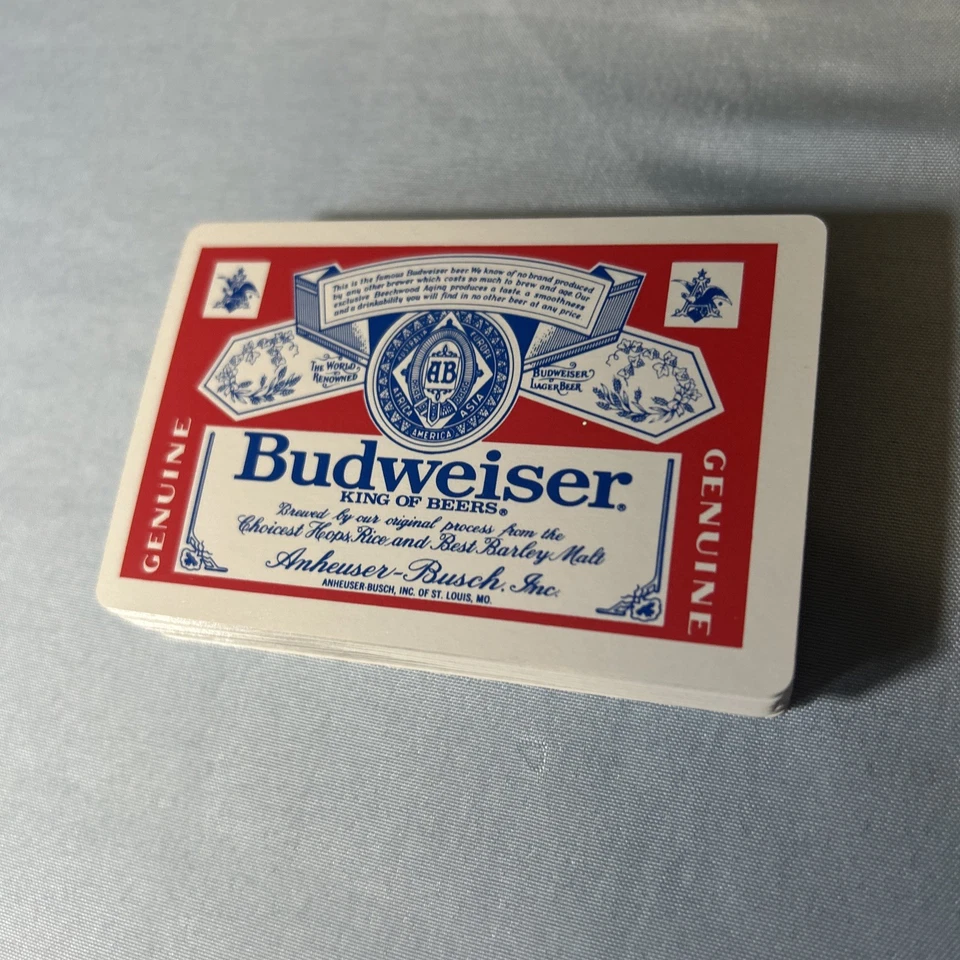 This is the famous Budweiser beer. We know of no brand produced
by any other brewer which costs so much to brew and age. Our
exclusive Beechwood Aging produces a taste, a smoothness
and a drinkability you will find in no other beer at any price
THE WORLD
RENOWNED
BUDWEISER
LAGER BEER
AUSTRALIA
EUROPE
AFRICA
AB
ASIA
AMERICA
GENUINE
GENUINE
Budweiser®
KING OF BEERS®
Brewed by our original process from the
Choicest Hops, Rice and Best Barley Malt
Anheuser-Busch, Inc.
ANHEUSER-BUSCH, INC. OF ST. LOUIS, MO.